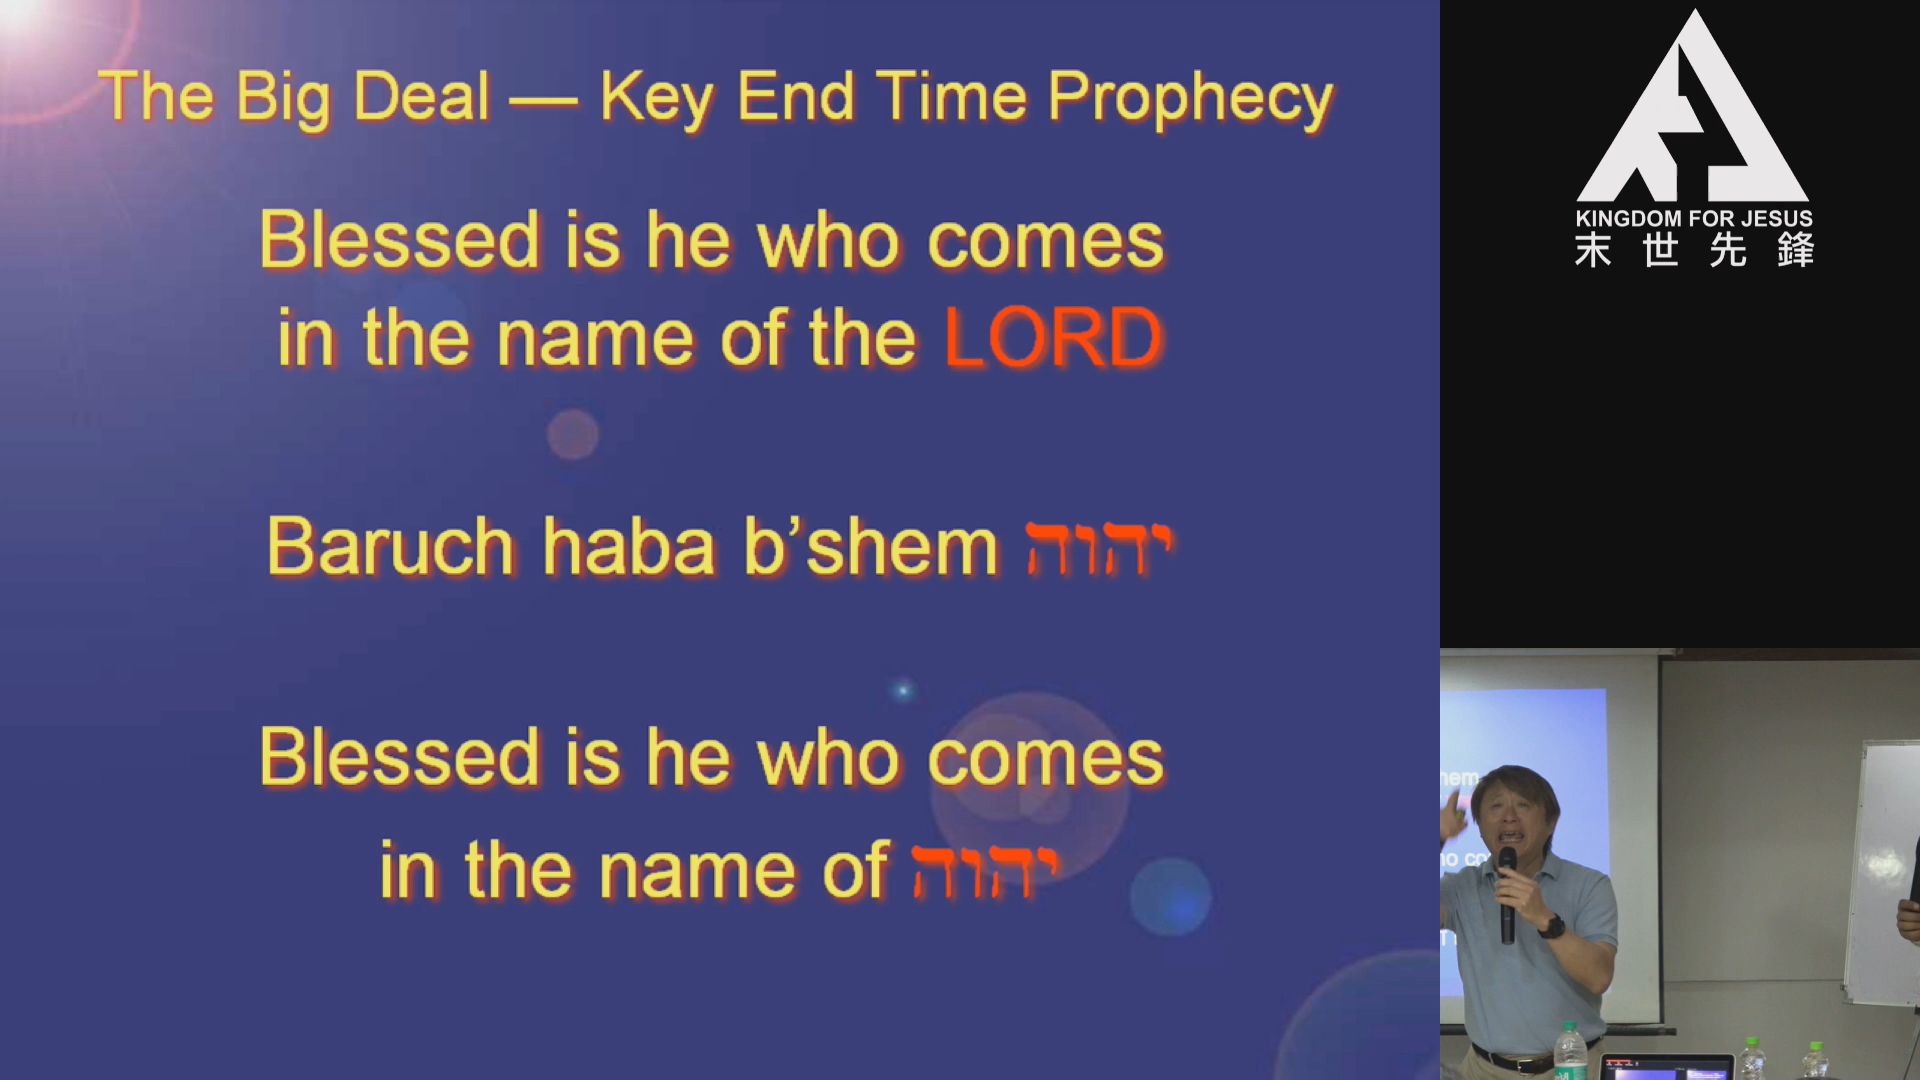 The Big Deal — Key End Time Prophecy
Blessed is he who comes
in the name of the LORD
Baruch haba b’shem יהוה
Blessed is he who comes
in the name of יהוה
KINGDOM FOR JESUS
末世先鋒